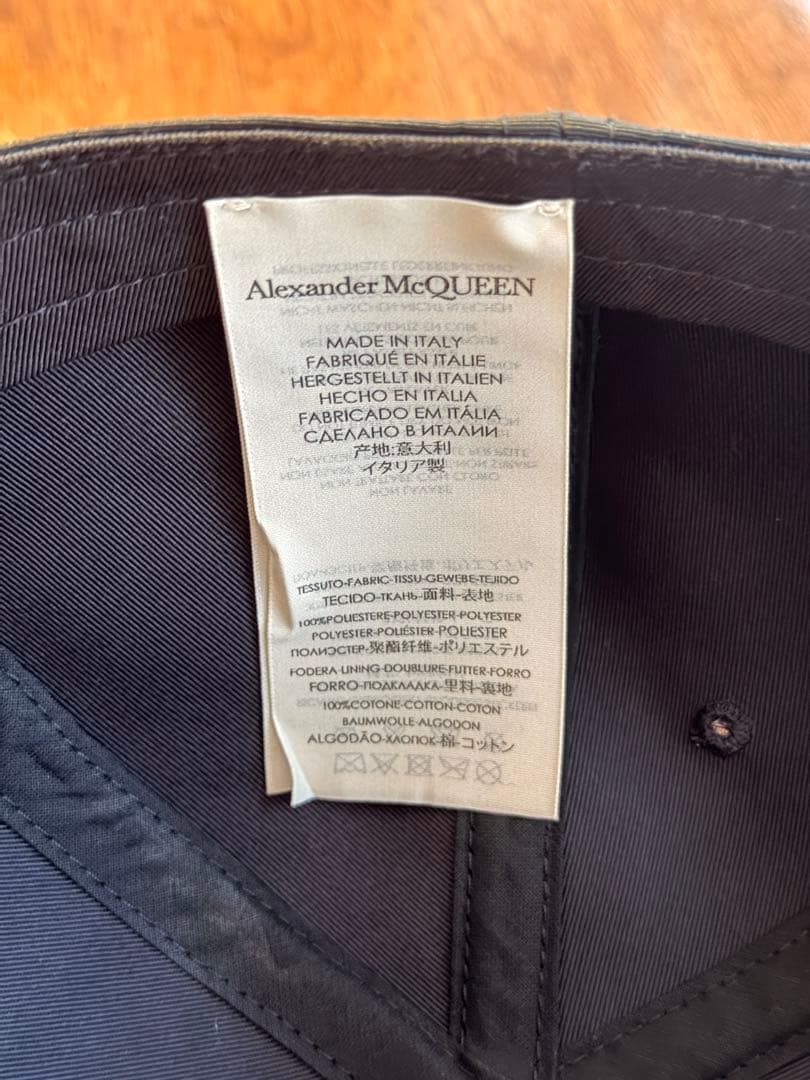 Alexander McQUEEN
MADE IN ITALY
FABRIQUÉ EN ITALIE
HERGESTELLT IN ITALIEN
HECHO EN ITALIA
FABRICADO EM ITÁLIA
СДЕЛАНО В ИТАЛИИ
产地:意大利
イタリア製
TESSUTO-FABRIC-TISSU-GEWEBE-TEJIDO
TECIDO-ТКАНЬ-面料-表地
100%POLIESTERE-POLYESTER-POLYESTER
POLYESTER-POLIÉSTER-POLIESTER
ПОЛИЭСТЕР-聚酯纤维-ポリエステル
FODERA-LINING-DOUBLURE-FUTTER-FORRO
FORRO-ПОДКЛАДКА-里料-裏地
100%COTONE-COTTON-COTON
BAUMWOLLE-ALGODON
ALGODÃO-ХЛОПОК-棉-コットン